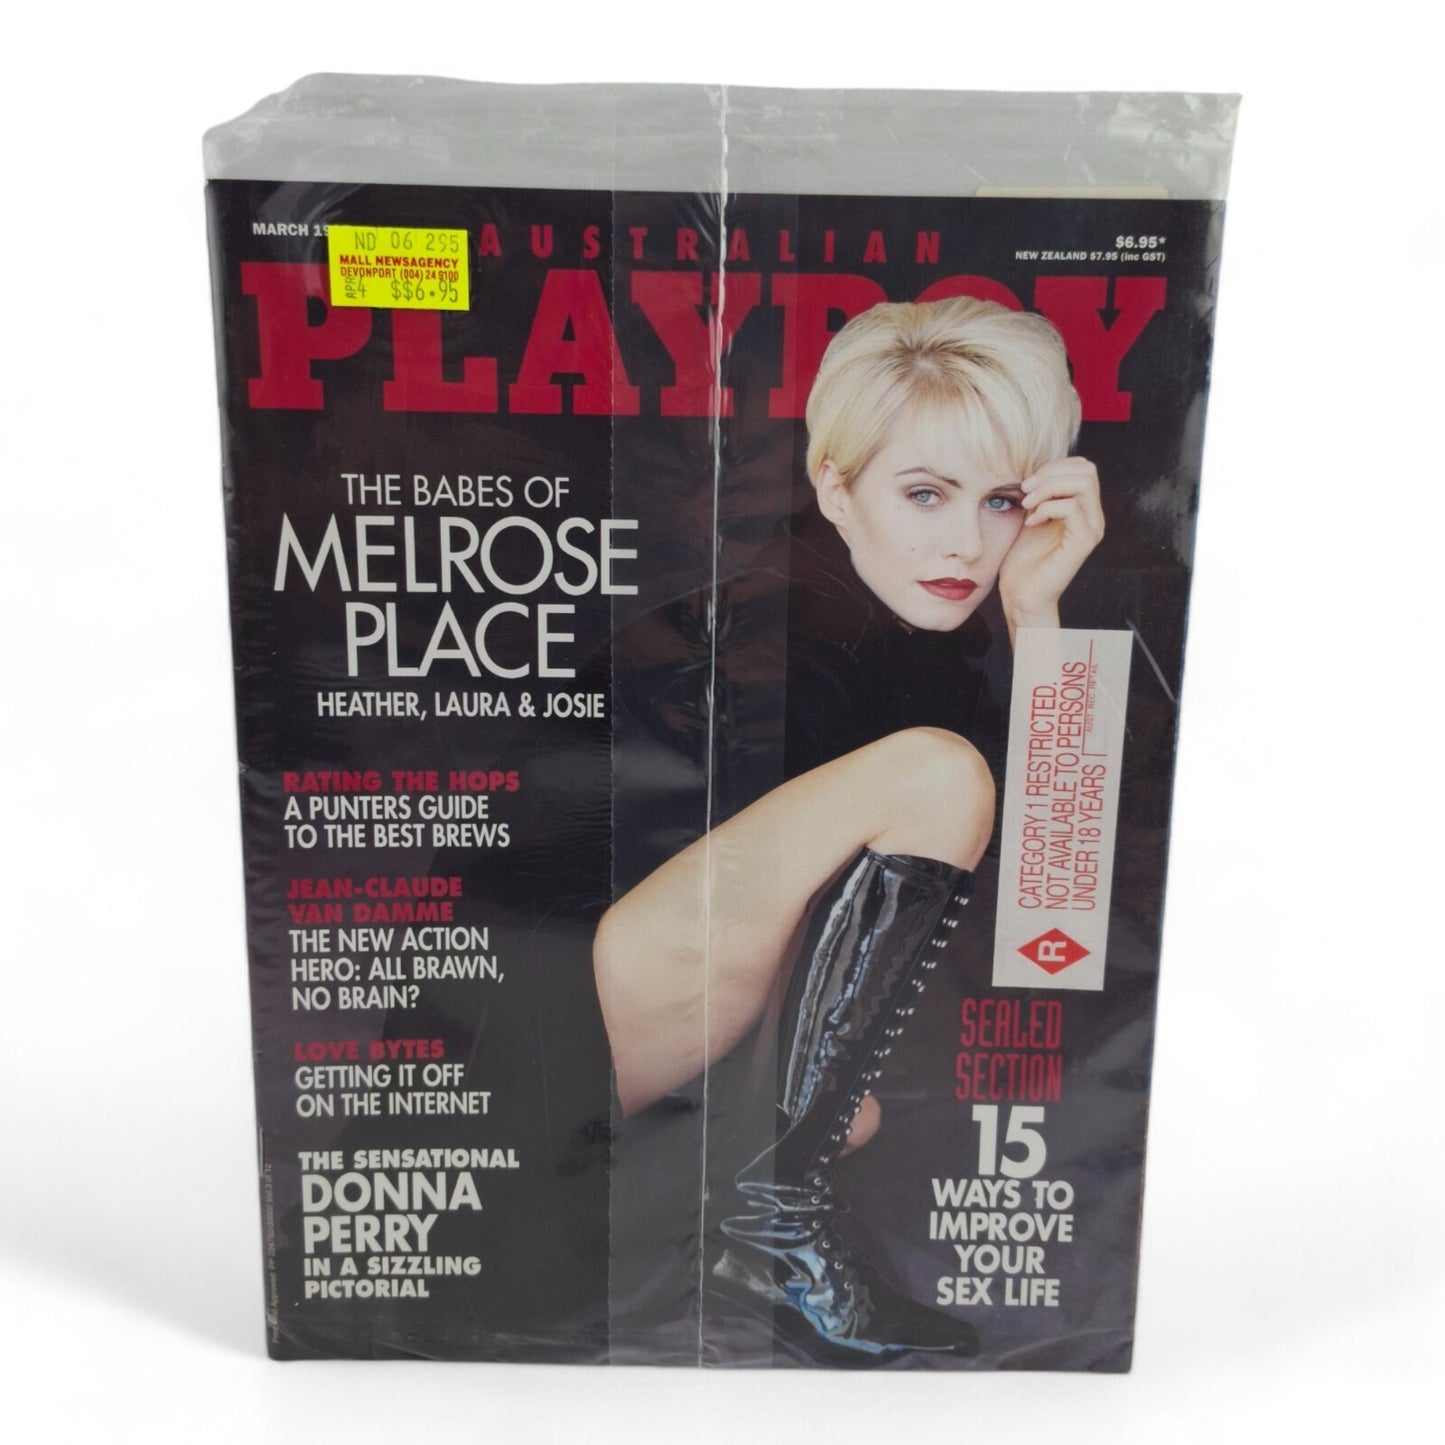 MARCH 19
ND 06 295
MALL NEWSAGENCY
DEVONPORT (004) 24 9100
APR
4 $$6.95
AUSTRALIAN
PLAYBOY
$6.95*
NEW ZEALAND $7.95 (inc GST)
THE BABES OF
MELROSE
PLACE
HEATHER, LAURA & JOSIE
RATING THE HOPS
A PUNTERS GUIDE
TO THE BEST BREWS
JEAN-CLAUDE
VAN DAMME
THE NEW ACTION
HERO: ALL BRAWN,
NO BRAIN?
LOVE BYTES
GETTING IT OFF
ON THE INTERNET
THE SENSATIONAL
DONNA
PERRY
IN A SIZZLING
PICTORIAL
CATEGORY 1 RESTRICTED.
NOT AVAILABLE TO PERSONS
UNDER 18 YEARS
R
SEALED
SECTION
15
WAYS TO
IMPROVE
YOUR
SEX LIFE